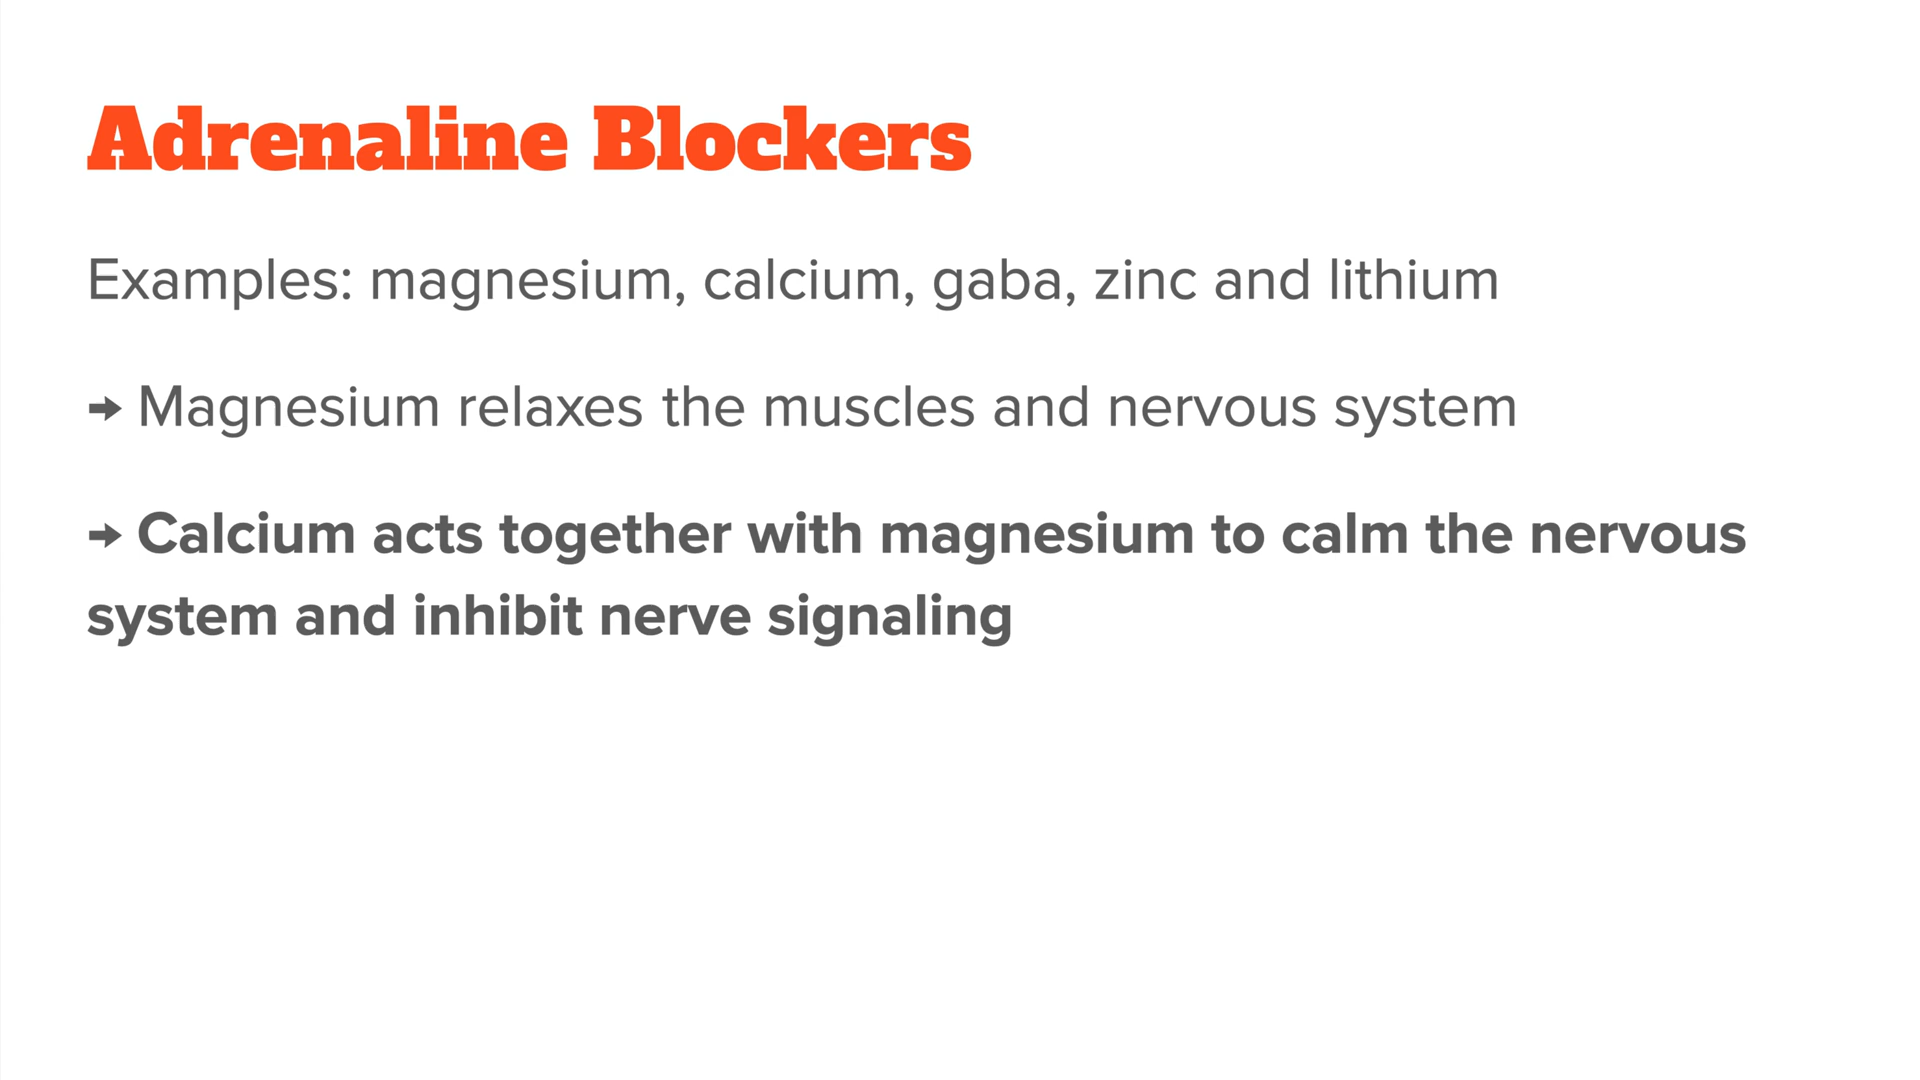 Adrenaline Blockers
Examples: magnesium, calcium, gaba, zinc and lithium
➞ Magnesium relaxes the muscles and nervous system
➞ Calcium acts together with magnesium to calm the nervous
system and inhibit nerve signaling